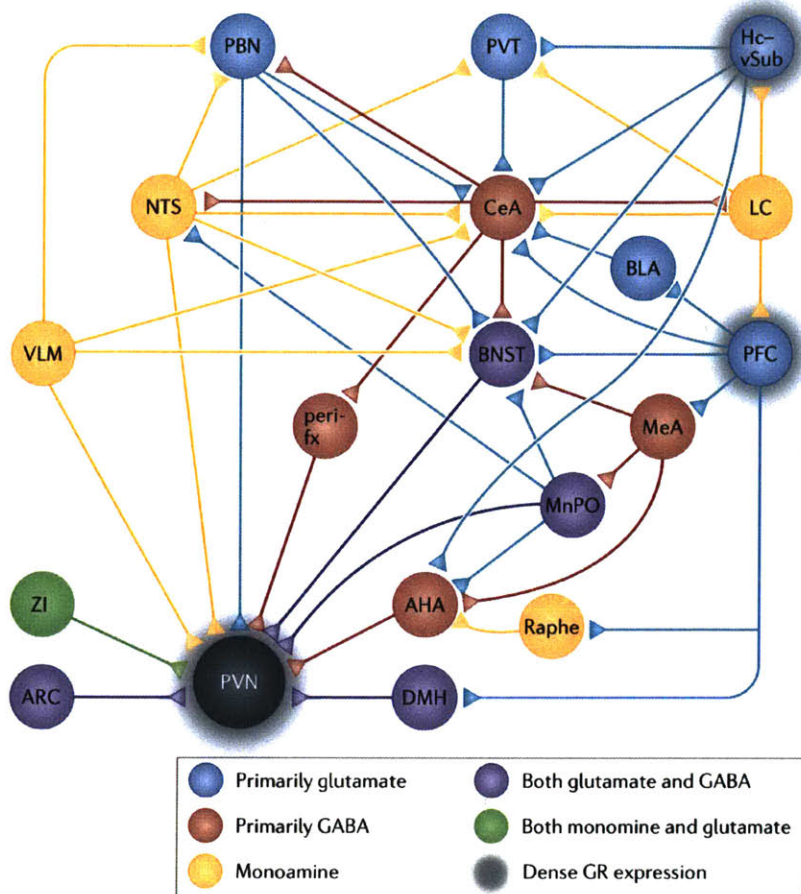 PBN
PVT
Hc–
vSub
NTS
CeA
LC
BLA
VLM
BNST
PFC
peri-
fx
MeA
MnPO
ZI
AHA
Raphe
PVN
ARC
DMH
Primarily glutamate
Both glutamate and GABA
Primarily GABA
Both monomine and glutamate
Monoamine
Dense GR expression